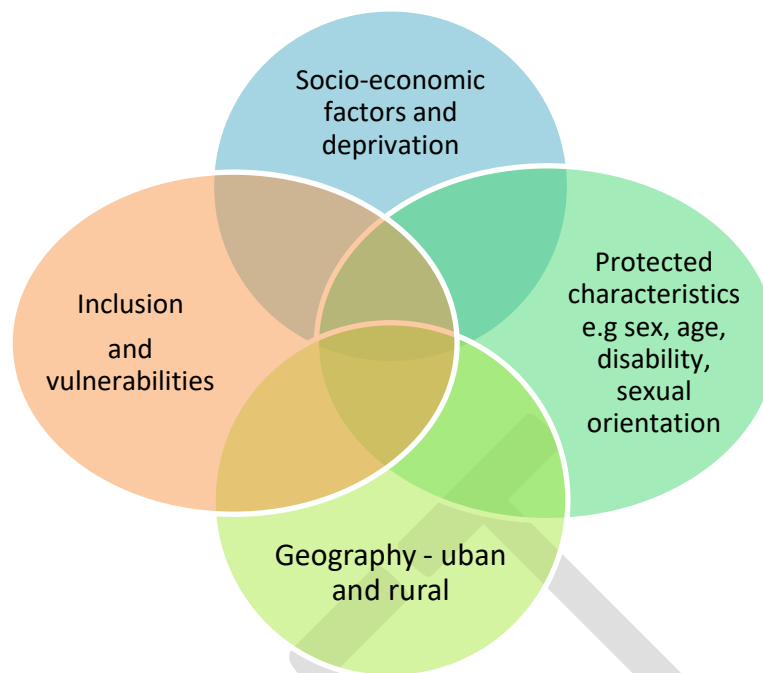 Socio-economic
factors and
deprivation
Inclusion
and
vulnerabilities
Protected
characteristics
e.g sex, age,
disability,
sexual
orientation
Geography - uban
and rural